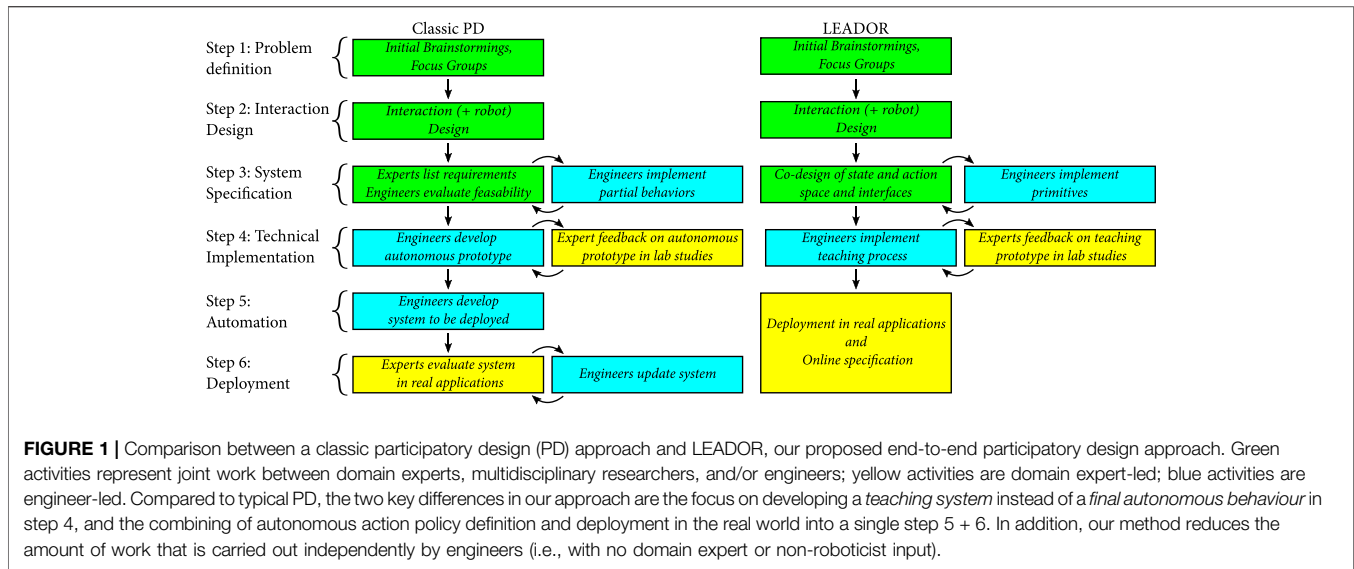 Classic PD
LEADOR
Step 1: Problem
definition
Initial Brainstormings,
Focus Groups
Initial Brainstormings,
Focus Groups
Step 2: Interaction
Design
Interaction (+ robot)
Design
Interaction (+ robot)
Design
Step 3: System
Specification
Experts list requirements
Engineers evaluate feasability
Engineers implement
partial behaviors
Co-design of state and action
space and interfaces
Engineers implement
primitives
Step 4: Technical
Implementation
Engineers develop
autonomous prototype
Expert feedback on autonomous
prototype in lab studies
Engineers implement
teaching process
Experts feedback on teaching
prototype in lab studies
Step 5:
Automation
Engineers develop
system to be deployed
Deployment in real applications
and
Online specification
Step 6:
Deployment
Experts evaluate system
in real applications
Engineers update system
FIGURE 1 | Comparison between a classic participatory design (PD) approach and LEADOR, our proposed end-to-end participatory design approach. Green
activities represent joint work between domain experts, multidisciplinary researchers, and/or engineers; yellow activities are domain expert-led; blue activities are
engineer-led. Compared to typical PD, the two key differences in our approach are the focus on developing a teaching system instead of a final autonomous behaviour in
step 4, and the combining of autonomous action policy definition and deployment in the real world into a single step 5 + 6. In addition, our method reduces the
amount of work that is carried out independently by engineers (i.e., with no domain expert or non-roboticist input).